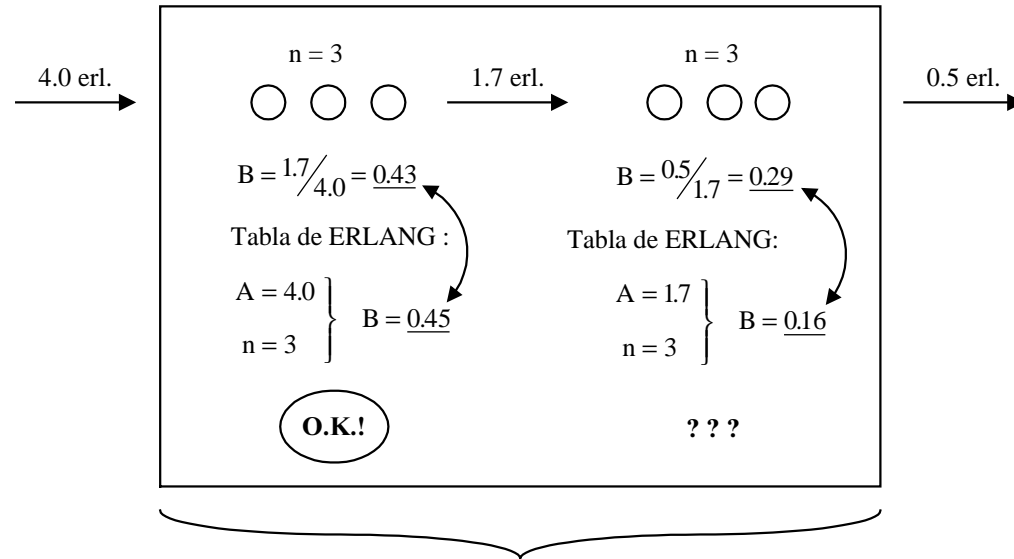 n = 3
n = 3
4.0 erl.
1.7 erl.
0.5 erl.
B = 1.7/4.0 = 0.43
B = 0.5/1.7 = 0.29
Tabla de ERLANG :
Tabla de ERLANG:
A = 4.0
n = 3
B = 0.45
A = 1.7
n = 3
B = 0.16
O.K.!
? ? ?